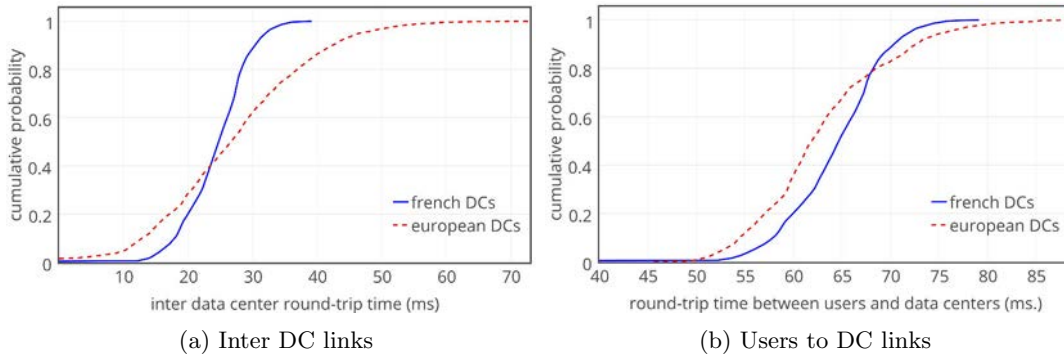 1
0.8
0.6
0.4
0.2
0
cumulative probability
french DCs
european DCs
10 20 30 40 50 60 70
inter data center round-trip time (ms)
(a) Inter DC links
1
0.8
0.6
0.4
0.2
0
cumulative probability
french DCs
european DCs
40 45 50 55 60 65 70 75 80 85
round-trip time between users and data centers (ms.)
(b) Users to DC links